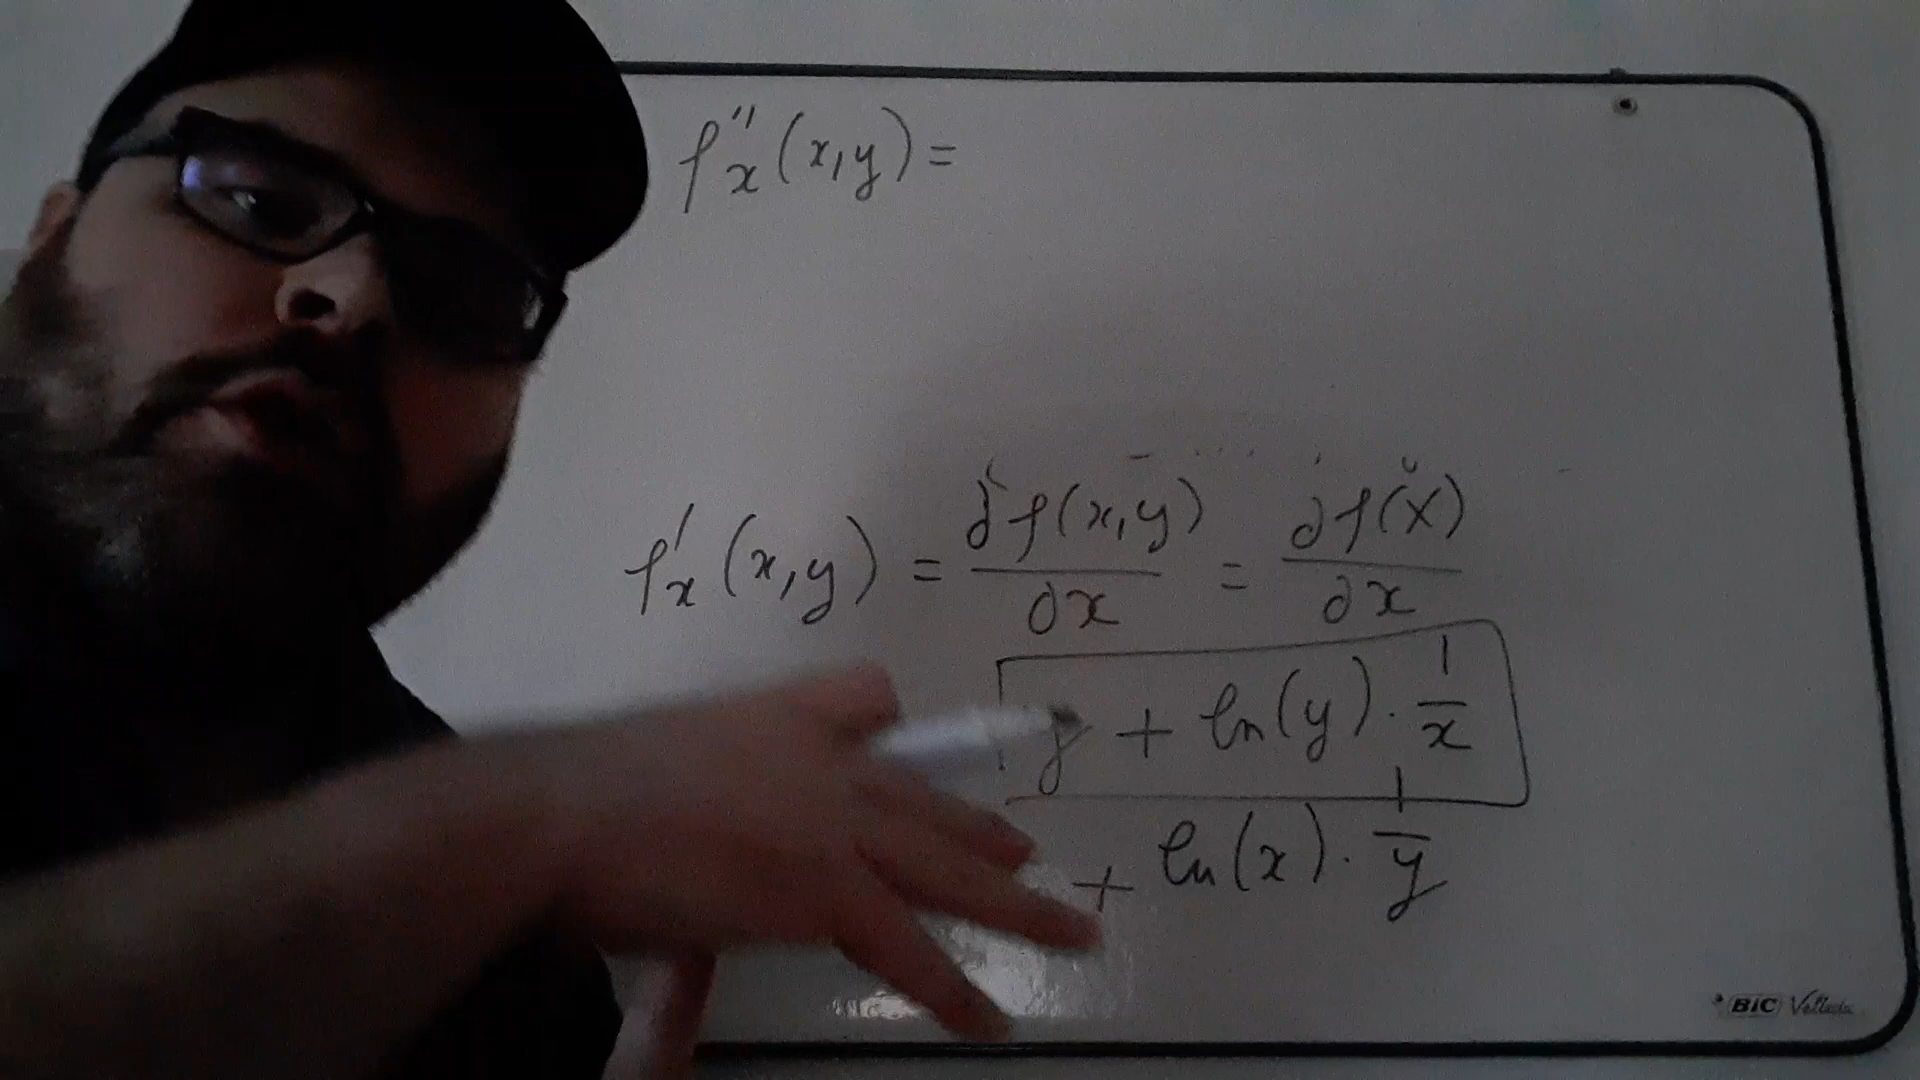 f''x(x,y) =
f'x(x,y) = ∂f(x,y)/∂x = ∂f(X)/∂x
y + ln(y) · 1/x
+ ln(x) · 1/y
BIC Velleda